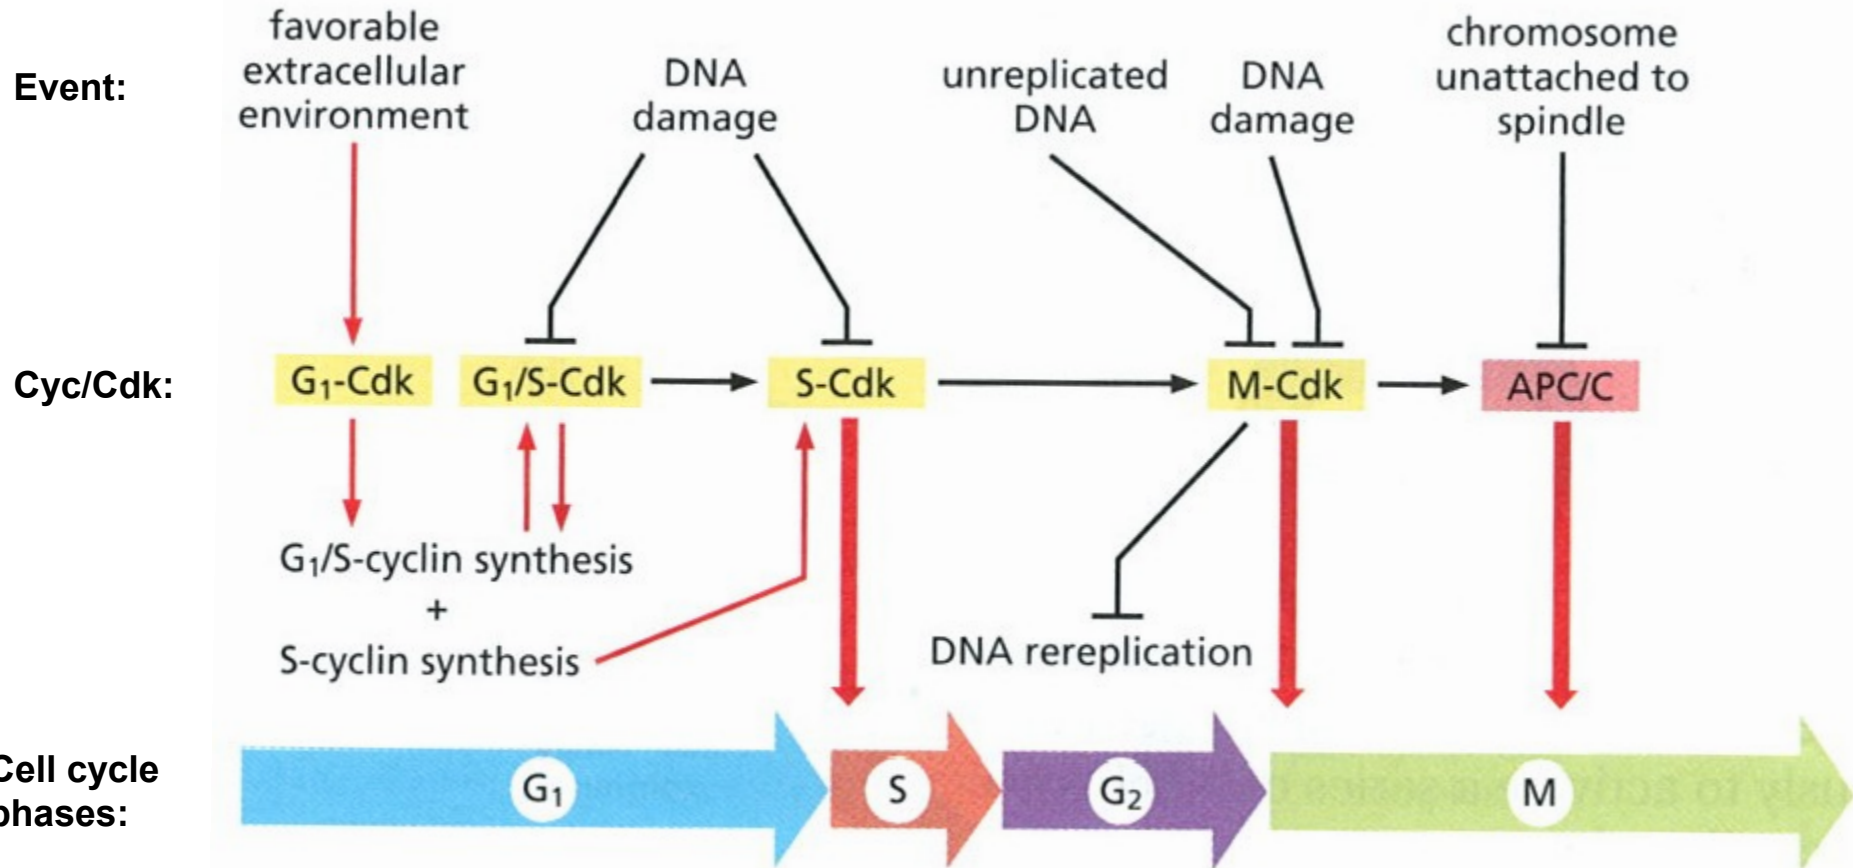 Event:
favorable
extracellular
environment
DNA
damage
unreplicated
DNA
DNA
damage
chromosome
unattached to
spindle
Cyc/Cdk:
G₁-Cdk
G₁/S-Cdk
S-Cdk
M-Cdk
APC/C
G₁/S-cyclin synthesis
+
S-cyclin synthesis
DNA rereplication
Cell cycle
phases:
G₁
S
G₂
M